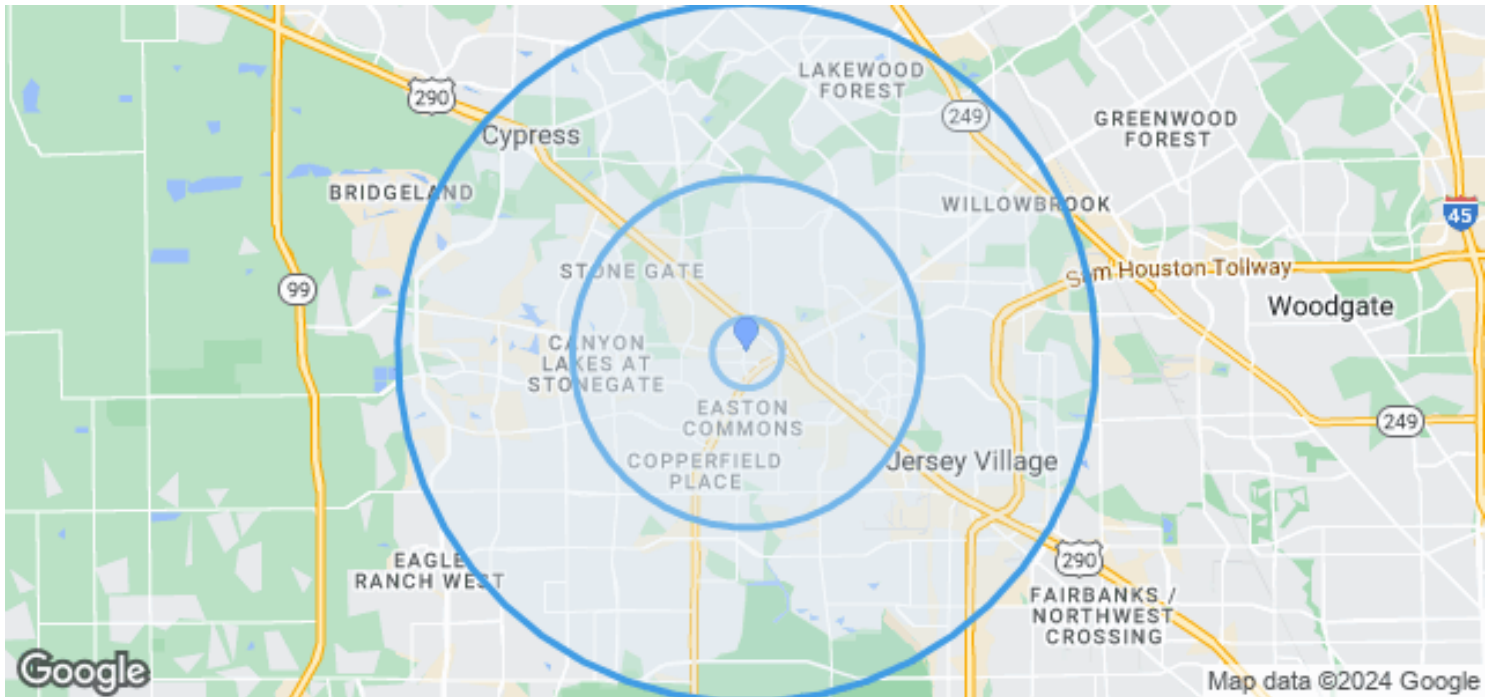 LAKEWOOD
FOREST
290
249
GREENWOOD
FOREST
Cypress
BRIDGELAND
WILLOWBROOK
45
STONE GATE
Sam Houston Tollway
99
Woodgate
CANYON
LAKES AT
STONEGATE
EASTON
COMMONS
249
COPPERFIELD
PLACE
Jersey Village
EAGLE
RANCH WEST
290
FAIRBANKS /
NORTHWEST
CROSSING
Google
Map data ©2024 Google